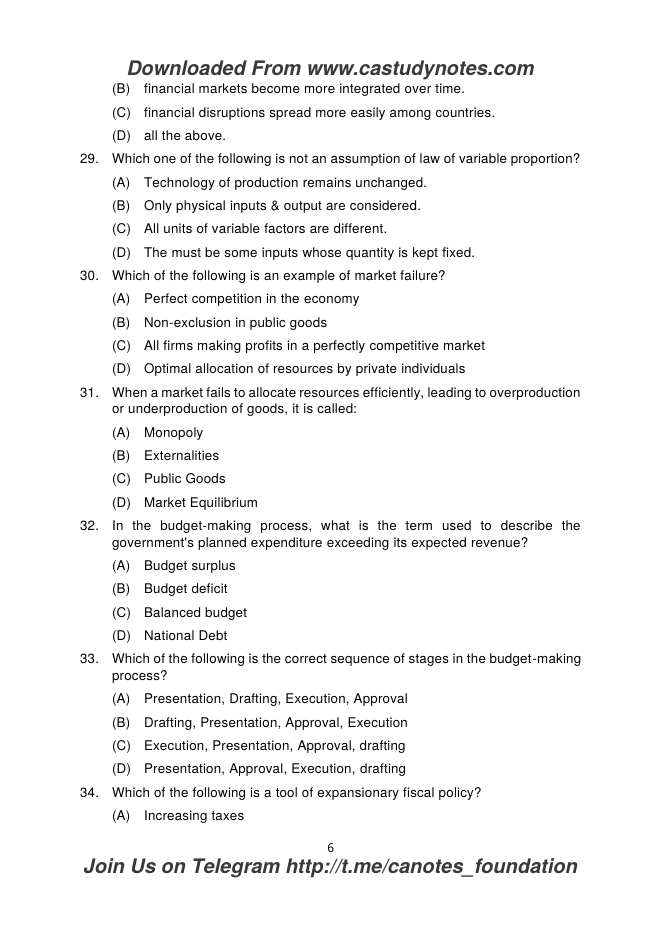 Downloaded From www.castudynotes.com
(B) financial markets become more integrated over time.
(C) financial disruptions spread more easily among countries.
(D) all the above.
29. Which one of the following is not an assumption of law of variable proportion?
(A) Technology of production remains unchanged.
(B) Only physical inputs & output are considered.
(C) All units of variable factors are different.
(D) The must be some inputs whose quantity is kept fixed.
30. Which of the following is an example of market failure?
(A) Perfect competition in the economy
(B) Non-exclusion in public goods
(C) All firms making profits in a perfectly competitive market
(D) Optimal allocation of resources by private individuals
31. When a market fails to allocate resources efficiently, leading to overproduction
or underproduction of goods, it is called:
(A) Monopoly
(B) Externalities
(C) Public Goods
(D) Market Equilibrium
32. In the budget-making process, what is the term used to describe the
government's planned expenditure exceeding its expected revenue?
(A) Budget surplus
(B) Budget deficit
(C) Balanced budget
(D) National Debt
33. Which of the following is the correct sequence of stages in the budget-making
process?
(A) Presentation, Drafting, Execution, Approval
(B) Drafting, Presentation, Approval, Execution
(C) Execution, Presentation, Approval, drafting
(D) Presentation, Approval, Execution, drafting
34. Which of the following is a tool of expansionary fiscal policy?
(A) Increasing taxes
6
Join Us on Telegram http://t.me/canotes_foundation